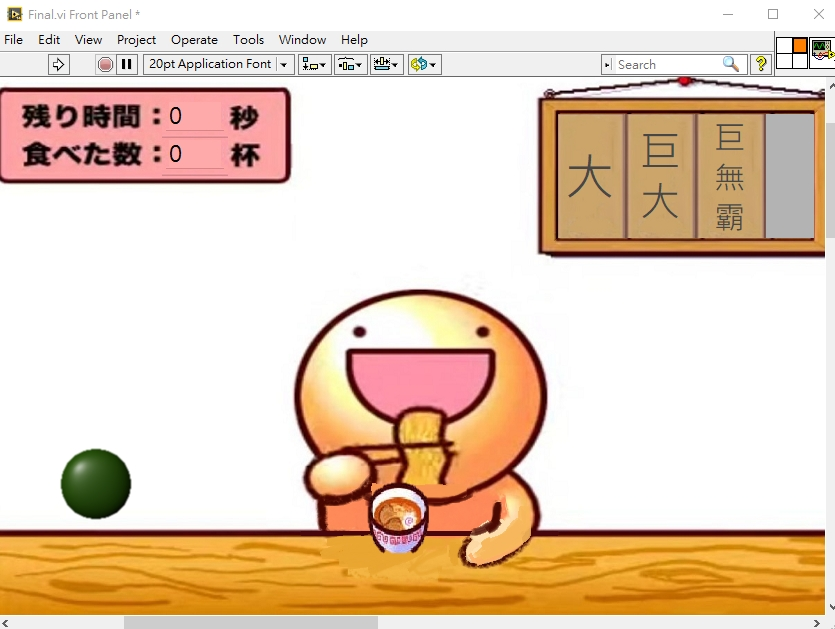 Final.vi Front Panel *
File Edit View Project Operate Tools Window Help
20pt Application Font
Search
残り時間：0 秒
食べた数：0 杯
大
巨大
巨無霸